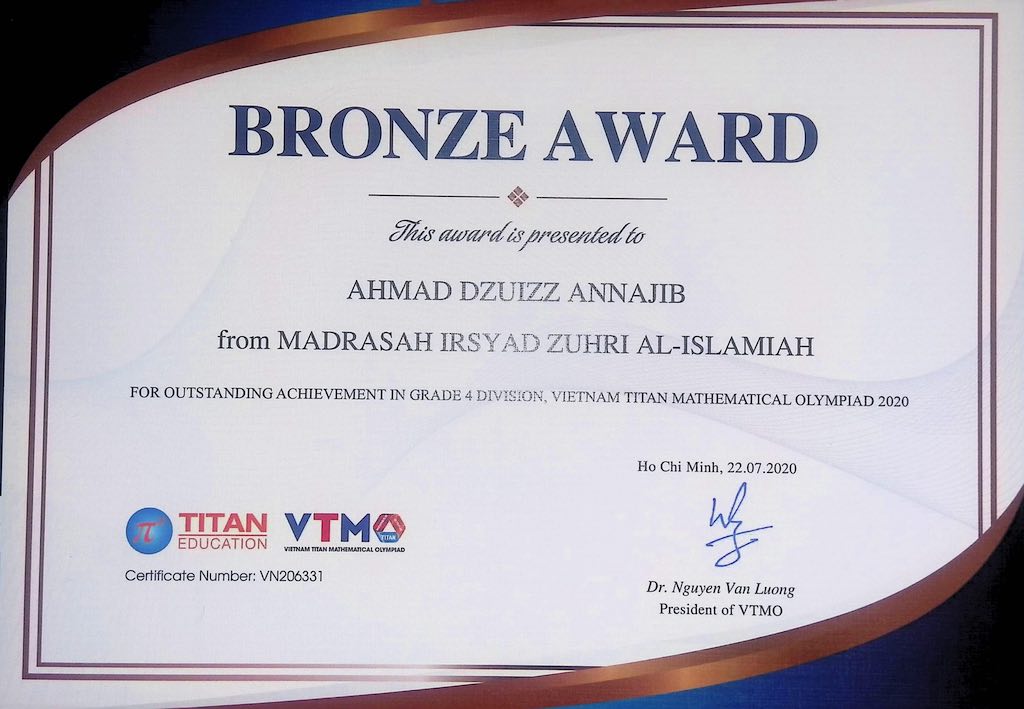 BRONZE AWARD
This award is presented to
AHMAD DZUIZZ ANNAJIB
from MADRASAH IRSYAD ZUHRI AL-ISLAMIAH
FOR OUTSTANDING ACHIEVEMENT IN GRADE 4 DIVISION, VIETNAM TITAN MATHEMATICAL OLYMPIAD 2020
Ho Chi Minh, 22.07.2020
π TITAN
EDUCATION
VTMO
TITAN
VIETNAM TITAN MATHEMATICAL OLYMPIAD
Certificate Number: VN206331
Dr. Nguyen Van Luong
President of VTMO